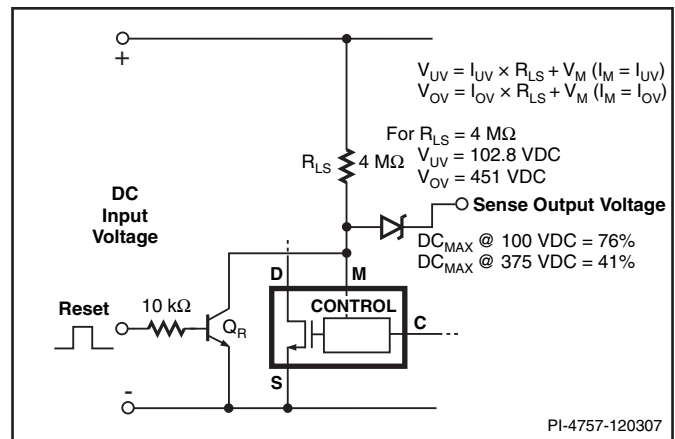 +
V_UV = I_UV × R_LS + V_M (I_M = I_UV)
V_OV = I_OV × R_LS + V_M (I_M = I_OV)
For R_LS = 4 MΩ
V_UV = 102.8 VDC
V_OV = 451 VDC
R_LS 4 MΩ
DC
Input
Voltage
Sense Output Voltage
DC_MAX @ 100 VDC = 76%
DC_MAX @ 375 VDC = 41%
D M
CONTROL
C
Reset 10 kΩ
Q_R
S
-
PI-4757-120307